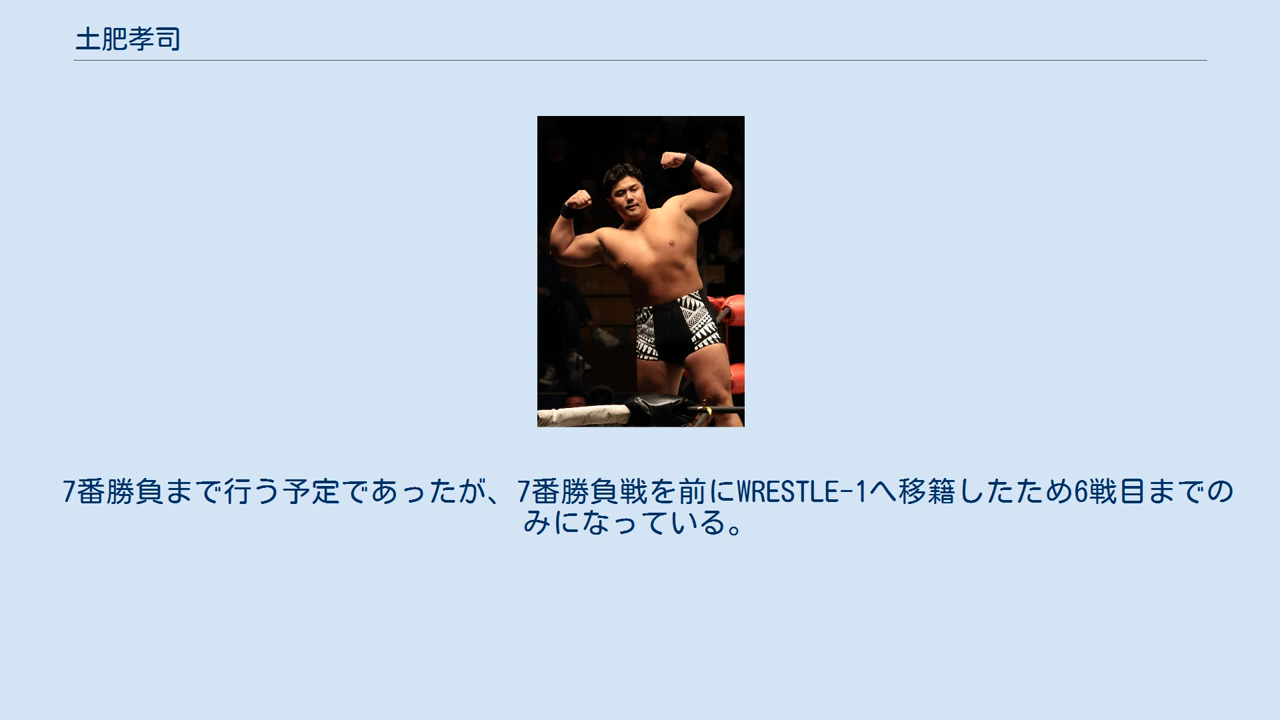 土肥孝司
7番勝負まで行う予定であったが、7番勝負戦を前にWRESTLE-1へ移籍したため6戦目までの
みになっている。